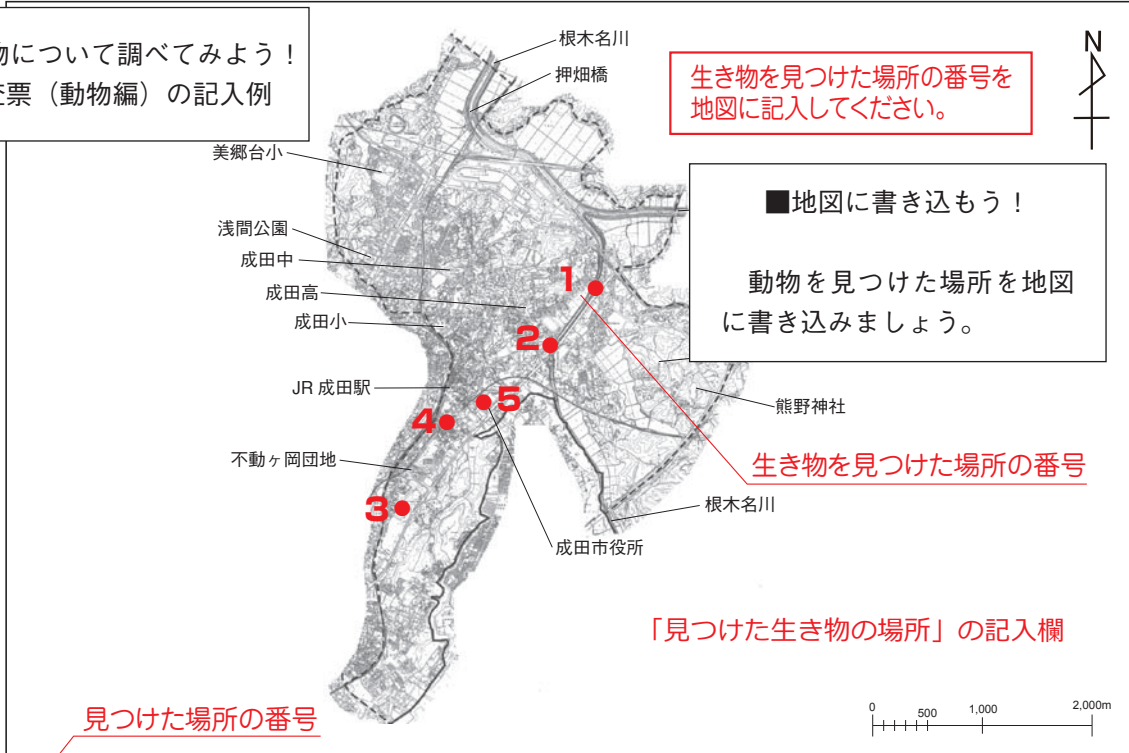 物について調べてみよう！
査票（動物編）の記入例
根木名川
押畑橋
生き物を見つけた場所の番号を
地図に記入してください。
N
美郷台小
■地図に書き込もう！
動物を見つけた場所を地図
に書き込みましょう。
浅間公園
成田中
成田高
成田小
1
2
JR 成田駅
5
4
熊野神社
不動ヶ岡団地
生き物を見つけた場所の番号
3
根木名川
成田市役所
「見つけた生き物の場所」の記入欄
見つけた場所の番号
0 500 1,000 2,000m